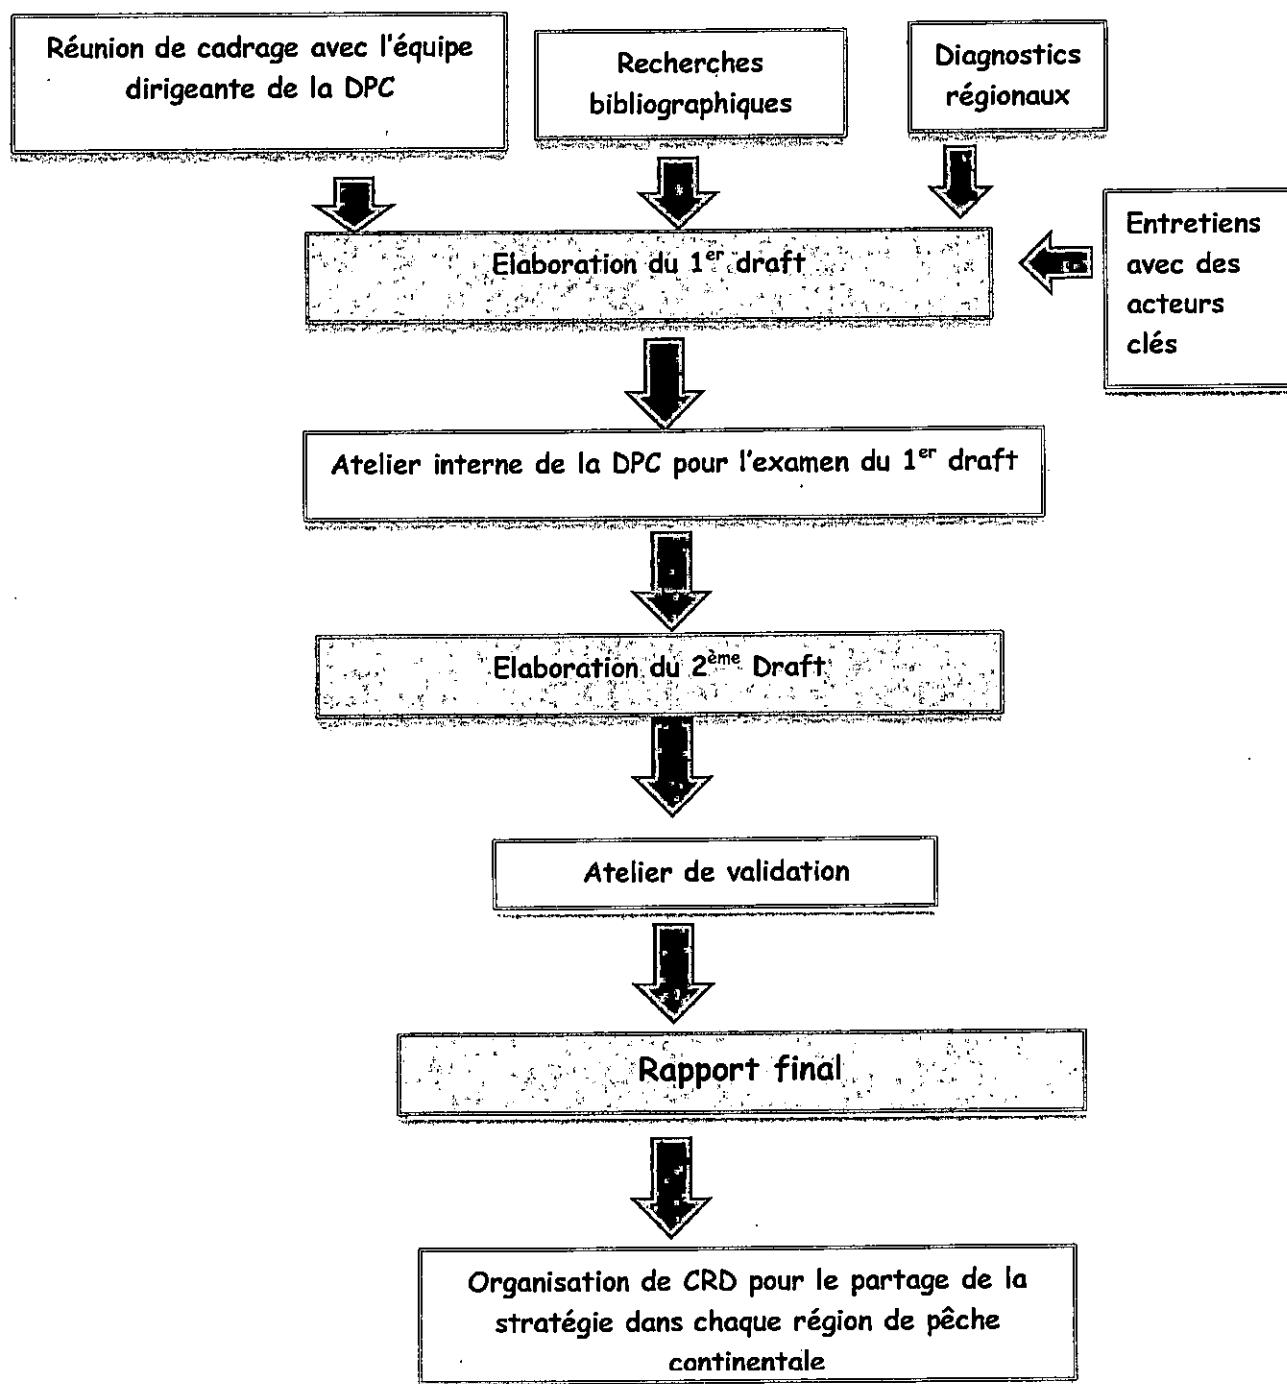 Réunion de cadrage avec l'équipe
dirigeante de la DPC
Recherches
bibliographiques
Diagnostics
régionaux
Entretiens
avec des
acteurs
clés
Elaboration du 1er draft
Atelier interne de la DPC pour l'examen du 1er draft
Elaboration du 2ème Draft
Atelier de validation
Rapport final
Organisation de CRD pour le partage de la
stratégie dans chaque région de pêche
continentale